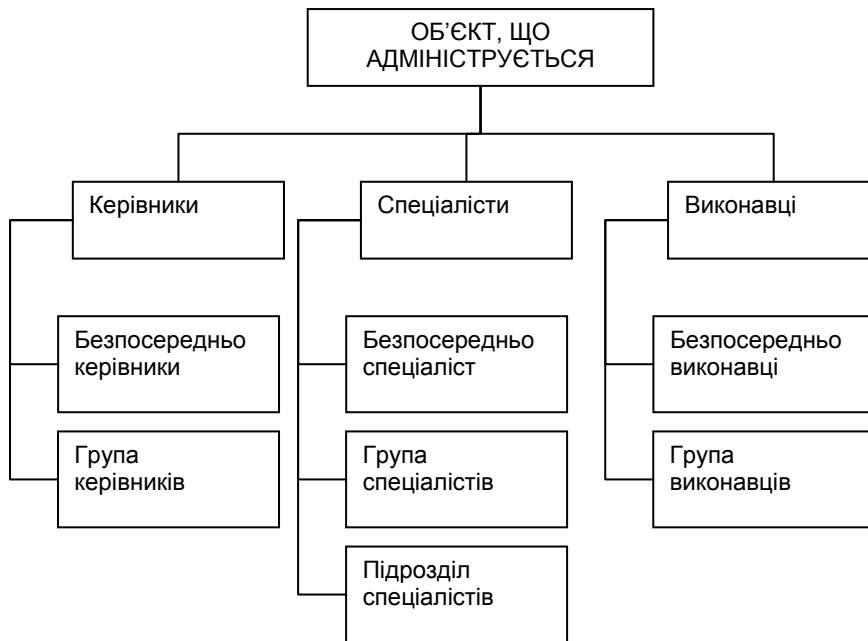 ОБ’ЄКТ, ЩО
АДМІНІСТРУЄТЬСЯ
Керівники
Спеціалісти
Виконавці
Безпосередньо
керівники
Безпосередньо
спеціаліст
Безпосередньо
виконавці
Група
керівників
Група
спеціалістів
Група
виконавців
Підрозділ
спеціалістів